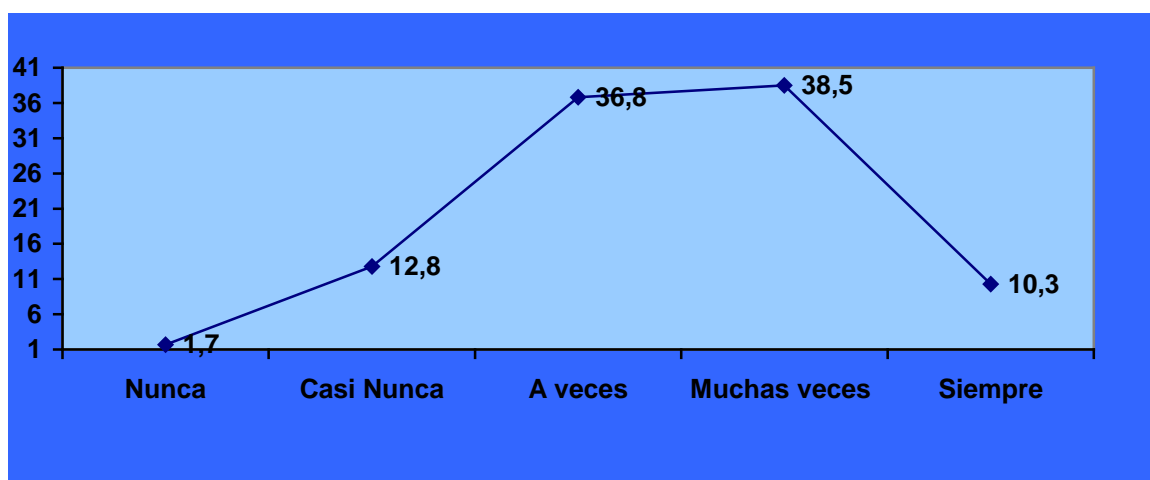 41
36
31
26
21
16
11
6
1
36,8
38,5
12,8
10,3
1,7
Nunca
Casi Nunca
A veces
Muchas veces
Siempre